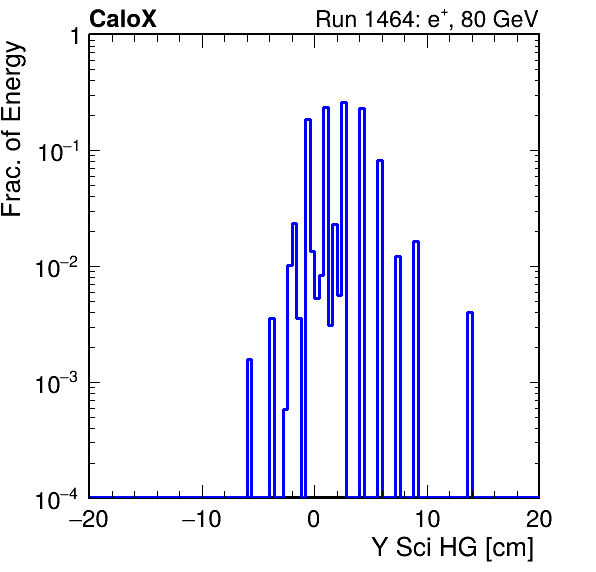 CaloX Run 1464: e⁺, 80 GeV
Frac. of Energy
1
10⁻¹
10⁻²
10⁻³
10⁻⁴
−20 −10 0 10 20
Y Sci HG [cm]